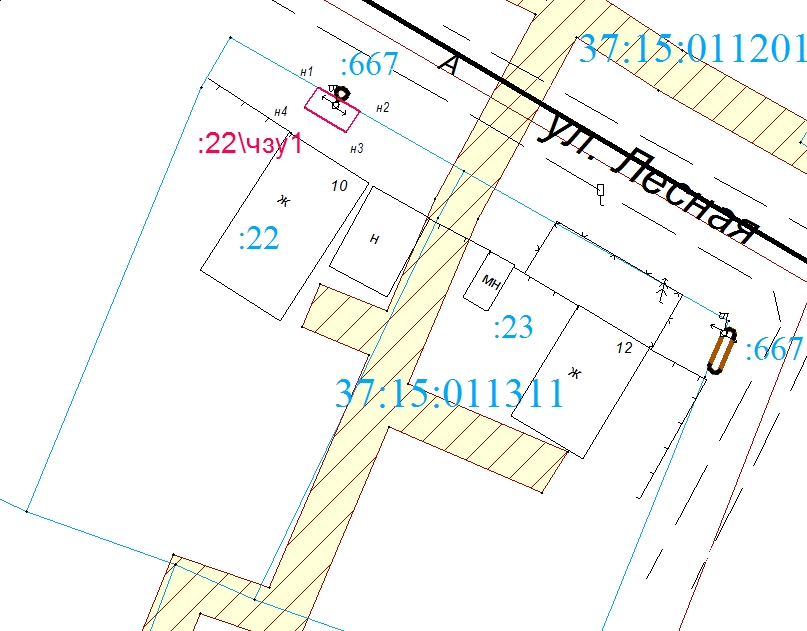 37:15:011201
:667
А
н1
н2
н4
н3
:22\чзу1
ул. Лесная
10
ж
:22
н
мн
:23
12
ж
:667
37:15:011311